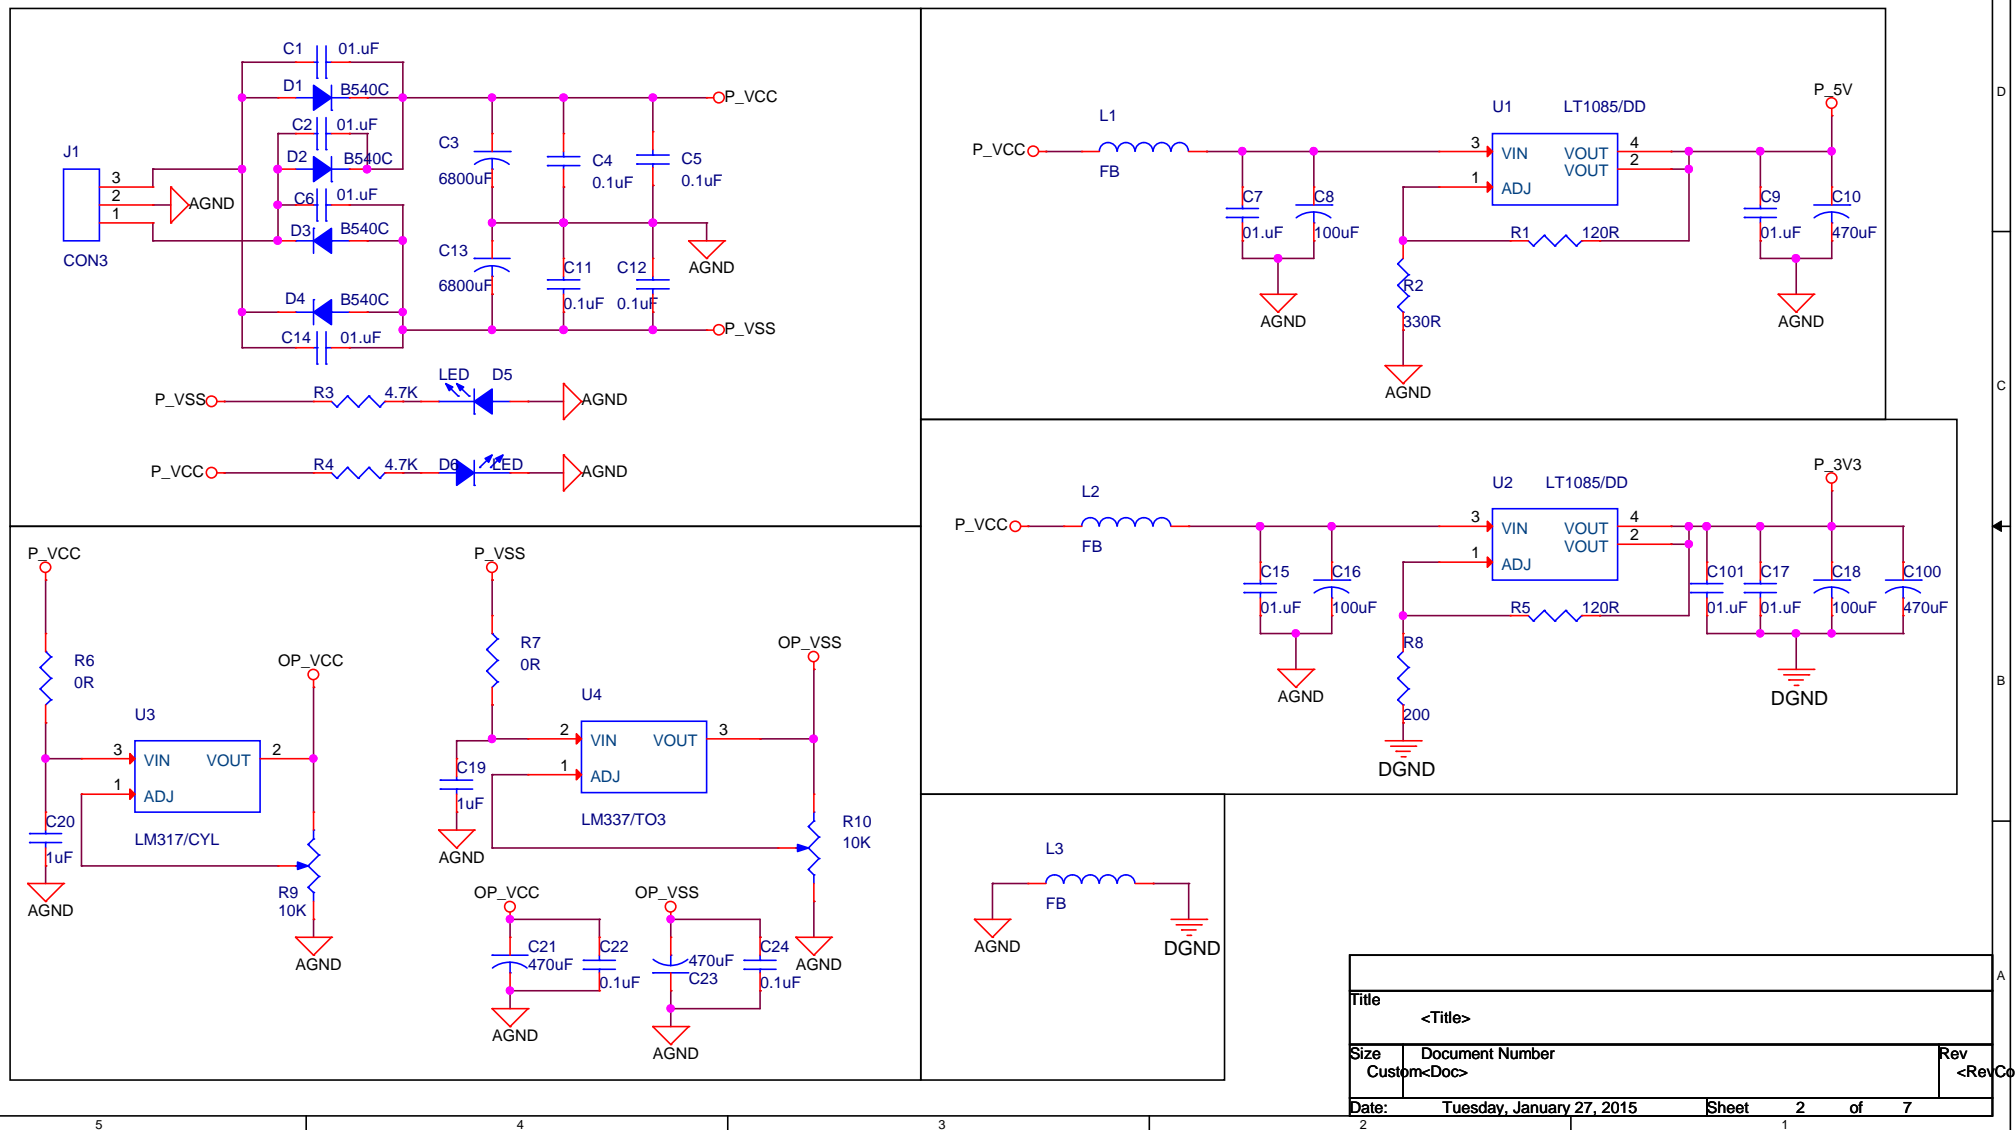 C1 01.uF
D1 B540C
C2 01.uF
D2 B540C
C6 01.uF
D3 B540C
D4 B540C
C14 01.uF
J1
3
2
1
CON3
AGND
C3
6800uF
C4
0.1uF
C5
0.1uF
P_VCC
C13
6800uF
C11
0.1uF
C12
0.1uF
AGND
P_VSS
P_VSS R3 4.7K LED D5 AGND
P_VCC R4 4.7K D6 LED AGND
L1
P_VCC
FB
C7
01.uF
C8
100uF
AGND
U1 LT1085/DD
3 VIN VOUT 4
VOUT 2
1 ADJ
R1 120R
R2
330R
AGND
P_5V
C9
01.uF
C10
470uF
AGND
L2
P_VCC
FB
C15
01.uF
C16
100uF
AGND
U2 LT1085/DD
3 VIN VOUT 4
VOUT 2
1 ADJ
R5 120R
R8
200
DGND
P_3V3
C101
01.uF
C17
01.uF
C18
100uF
C100
470uF
DGND
P_VCC
R6
0R
U3
3 VIN VOUT 2
1 ADJ
LM317/CYL
C20
1uF
AGND
OP_VCC
R9
10K
AGND
P_VSS
R7
0R
U4
2 VIN VOUT 3
1 ADJ
LM337/TO3
C19
1uF
AGND
OP_VSS
R10
10K
AGND
OP_VCC
C21
470uF
C22
0.1uF
AGND
OP_VSS
470uF
C23
C24
0.1uF
AGND
L3
FB
AGND
DGND
Title
<Title>
Size Document Number Rev
Custom <Doc> <RevCo
Date: Tuesday, January 27, 2015 Sheet 2 of 7
D
C
B
A
5 4 3 2 1